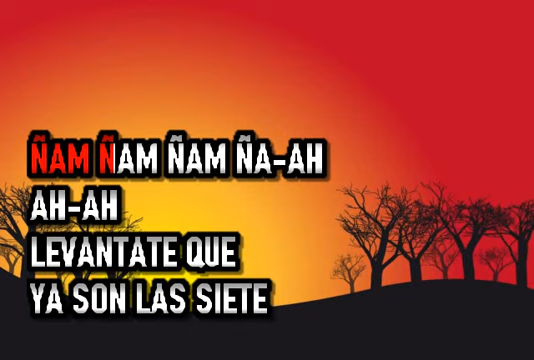 ÑAM ÑAM ÑAM ÑA-AH
AH-AH
LEVANTATE QUE
YA SON LAS SIETE